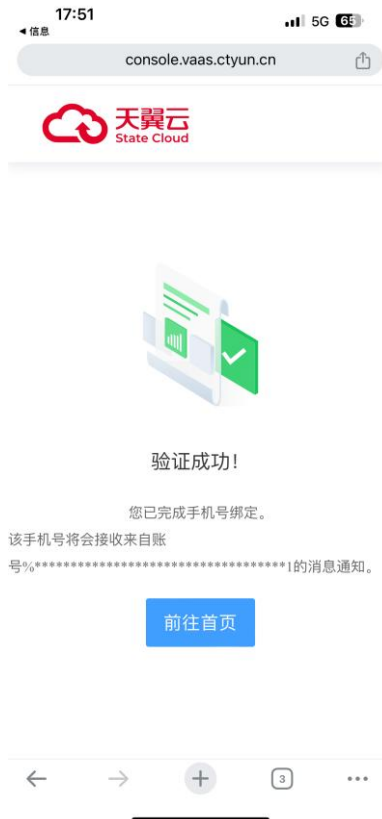 17:51
5G 65
◀信息
console.vaas.ctyun.cn
天翼云
State Cloud
验证成功！
您已完成手机号绑定。
该手机号将会接收来自账
号%***********************************1的消息通知。
前往首页
3